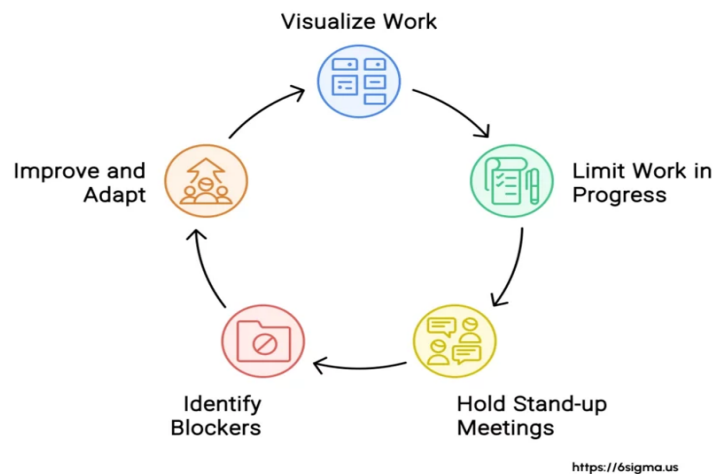 Visualize Work
Limit Work in
Progress
Hold Stand-up
Meetings
Identify
Blockers
Improve and
Adapt
https://6sigma.us